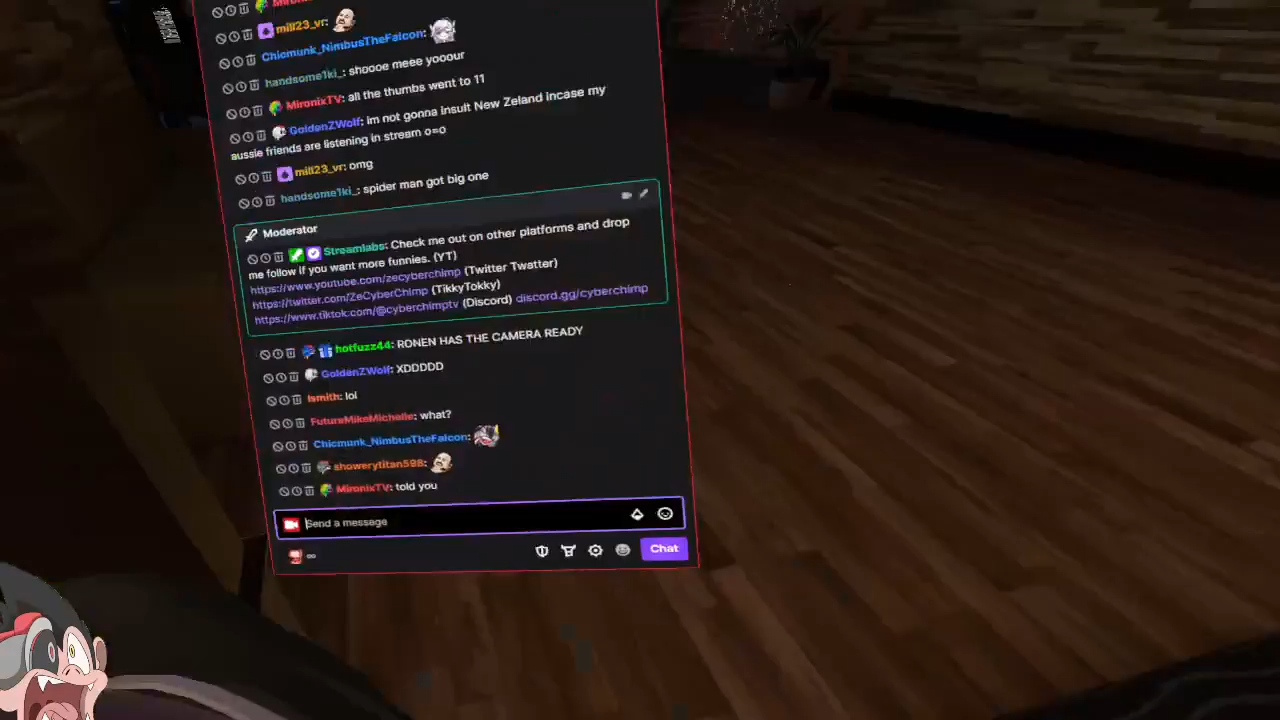 mill23_vr:
Chicmunk_NimbusTheFalcon:
handsome1ki_: shoooe meee yooour
MironixTV: all the thumbs went to 11
GoldenZWolf: im not gonna insult New Zeland incase my
aussie friends are listening in stream o=o
mill23_vr: omg
handsome1ki_: spider man got big one
Moderator
Streamlabs: Check me out on other platforms and drop
me follow if you want more funnies. (YT)
https://www.youtube.com/zecyberchimp (Twitter Twatter)
https://twitter.com/ZeCyberChimp (TikkyTokky)
https://www.tiktok.com/@cyberchimptv (Discord) discord.gg/cyberchimp
hotfuzz44: RONEN HAS THE CAMERA READY
GoldenZWolf: XDDDDD
lsmith: lol
FutureMikeMichelle: what?
Chicmunk_NimbusTheFalcon:
showerytitan598:
MironixTV: told you
Send a message
∞
Chat